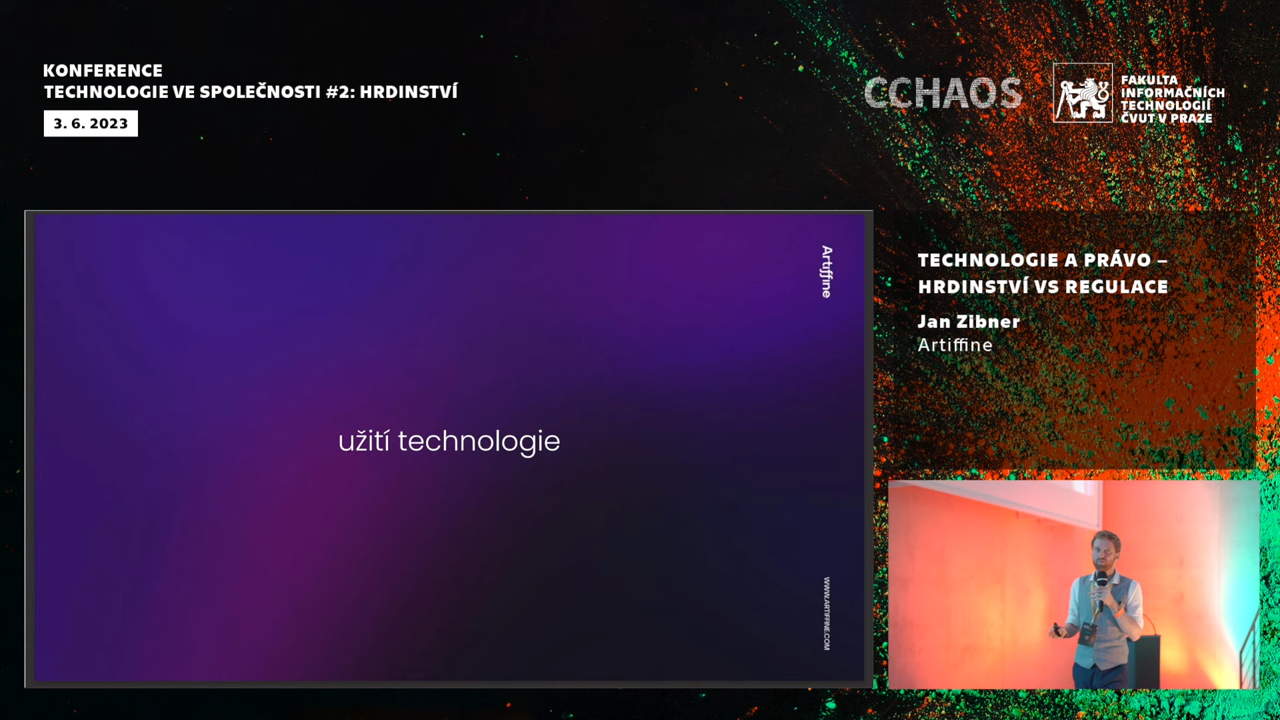 KONFERENCE
TECHNOLOGIE VE SPOLEČNOSTI #2: HRDINSTVÍ
3. 6. 2023
CCHAOS
FAKULTA
INFORMAČNÍCH
TECHNOLOGIÍ
ČVUT V PRAZE
Artiffine
užití technologie
WWW.ARTIFFINE.COM
TECHNOLOGIE A PRÁVO –
HRDINSTVÍ VS REGULACE
Jan Zibner
Artiffine